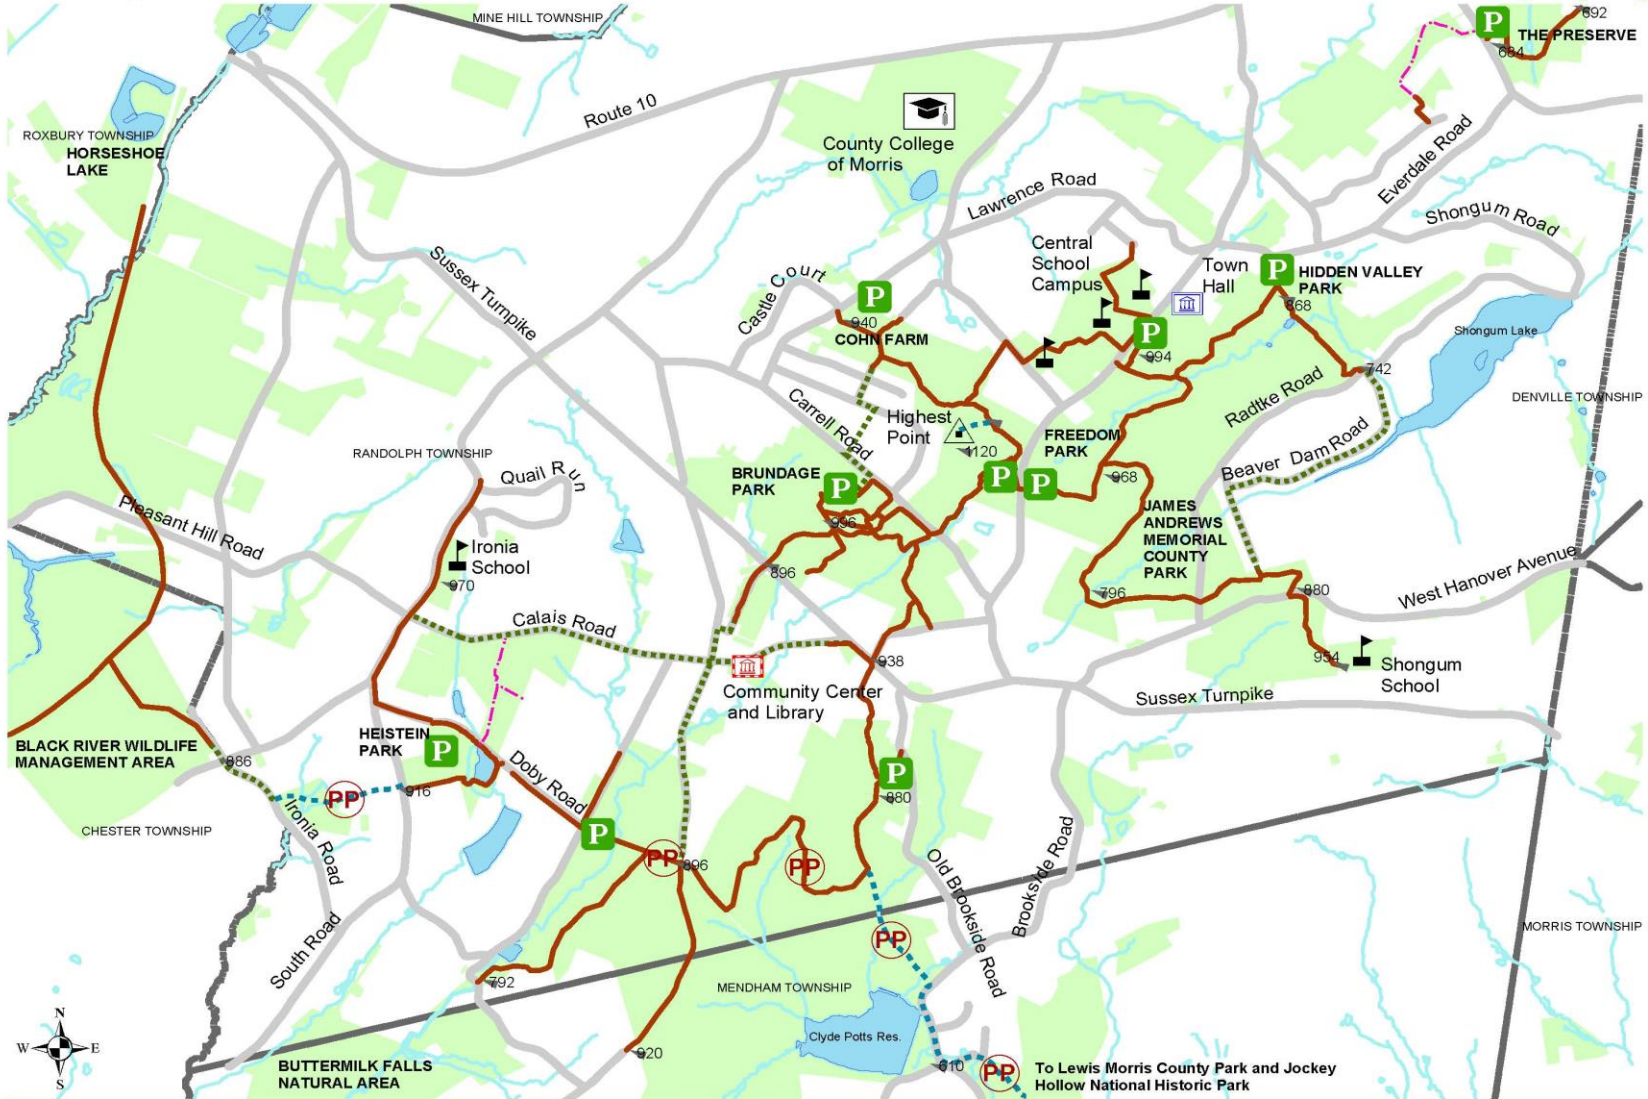 MINE HILL TOWNSHIP
692
P
THE PRESERVE
684
Route 10
ROXBURY TOWNSHIP
HORSESHOE
LAKE
County College
of Morris
Everdale Road
Lawrence Road
Shongum Road
Sussex Turnpike
Central
School
Campus
Town
Hall
P
HIDDEN VALLEY
PARK
868
Castle Court
P
940
COHN FARM
P
994
Shongum Lake
742
DENVILLE TOWNSHIP
Radtke Road
Carrell Road
Highest
Point
1120
FREEDOM
PARK
Beaver Dam Road
RANDOLPH TOWNSHIP
Quail Run
BRUNDAGE
PARK
P
996
P
P
968
JAMES
ANDREWS
MEMORIAL
COUNTY
PARK
Pleasant Hill Road
Ironia
School
970
896
796
880
West Hanover Avenue
Calais Road
938
954
Shongum
School
Community Center
and Library
Sussex Turnpike
HEISTEIN
PARK
P
BLACK RIVER WILDLIFE
MANAGEMENT AREA
886
Doby Road
P
880
916
PP
Ironia Road
CHESTER TOWNSHIP
P
PP
896
PP
Old Brookside Road
Brookside Road
South Road
PP
MORRIS TOWNSHIP
792
MENDHAM TOWNSHIP
Clyde Potts Res.
920
N
W
E
S
BUTTERMILK FALLS
NATURAL AREA
610
PP
To Lewis Morris County Park and Jockey
Hollow National Historic Park